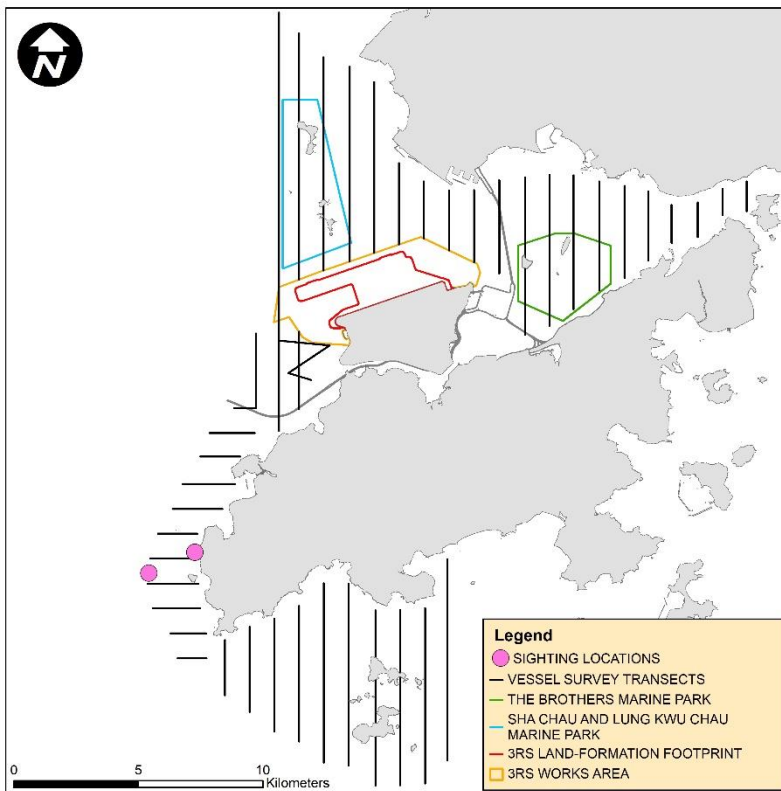 N
Legend
SIGHTING LOCATIONS
VESSEL SURVEY TRANSECTS
THE BROTHERS MARINE PARK
SHA CHAU AND LUNG KWU CHAU
MARINE PARK
3RS LAND-FORMATION FOOTPRINT
3RS WORKS AREA
0 5 10
Kilometers